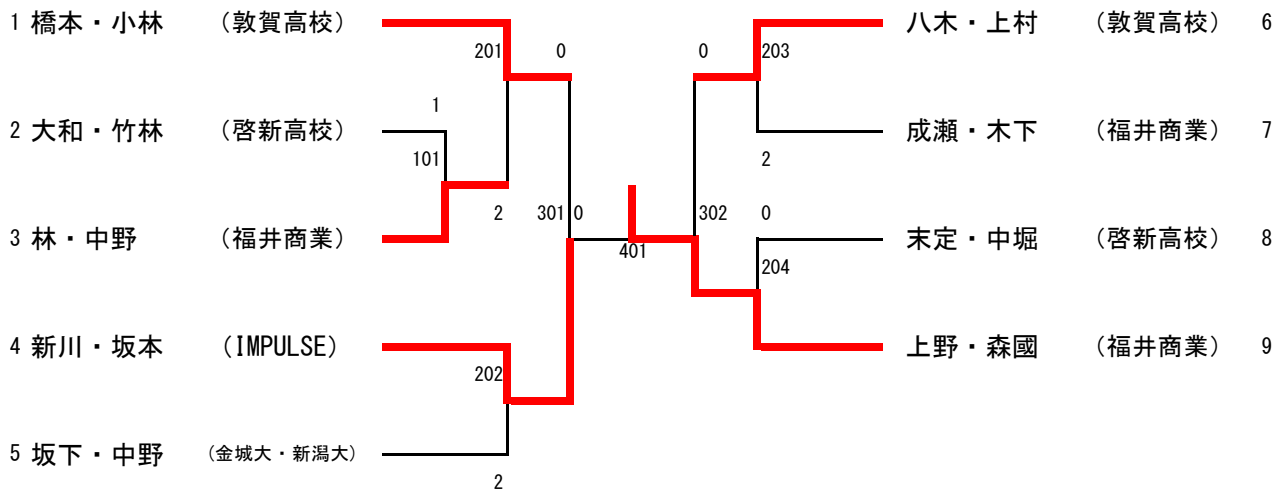 1 橋本・小林 （敦賀高校）
八木・上村 （敦賀高校） 6
201 0 0 203
1
2 大和・竹林 （啓新高校）
成瀬・木下 （福井商業） 7
101 2
2 301 0 302 0
3 林・中野 （福井商業）
末定・中堀 （啓新高校） 8
401 204
4 新川・坂本 （IMPULSE）
上野・森國 （福井商業） 9
202
5 坂下・中野 （金城大・新潟大）
2